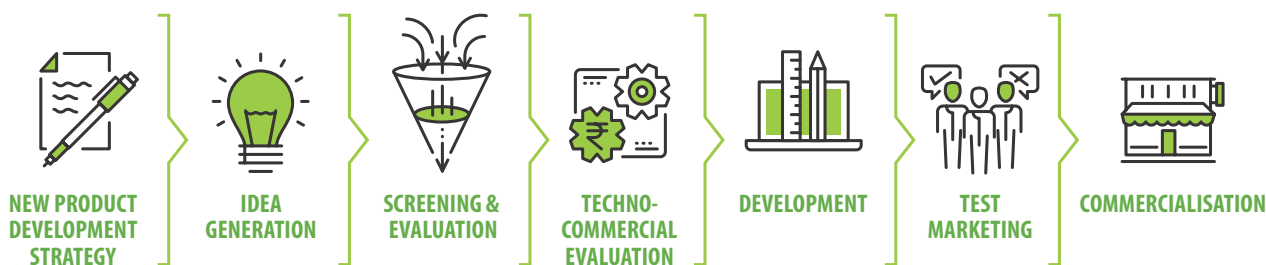 NEW PRODUCT
DEVELOPMENT
STRATEGY
IDEA
GENERATION
SCREENING &
EVALUATION
₹
TECHNO-
COMMERCIAL
EVALUATION
DEVELOPMENT
TEST
MARKETING
COMMERCIALISATION